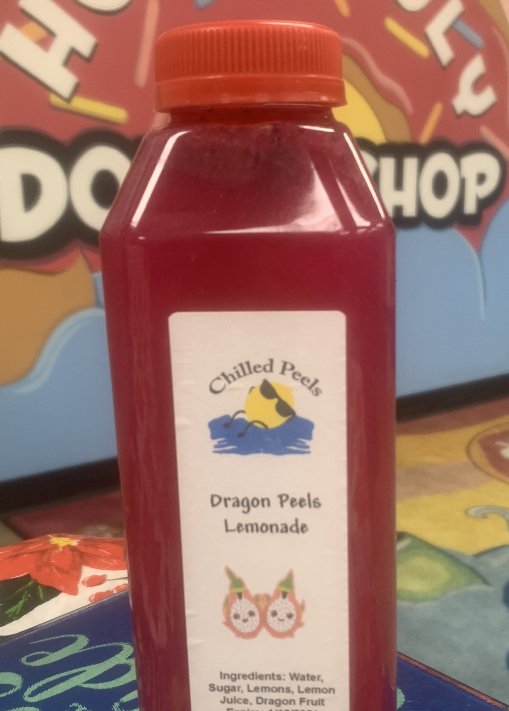 DO HOP
Chilled Peels
Dragon Peels
Lemonade
Ingredients: Water,
Sugar, Lemons, Lemon
Juice, Dragon Fruit